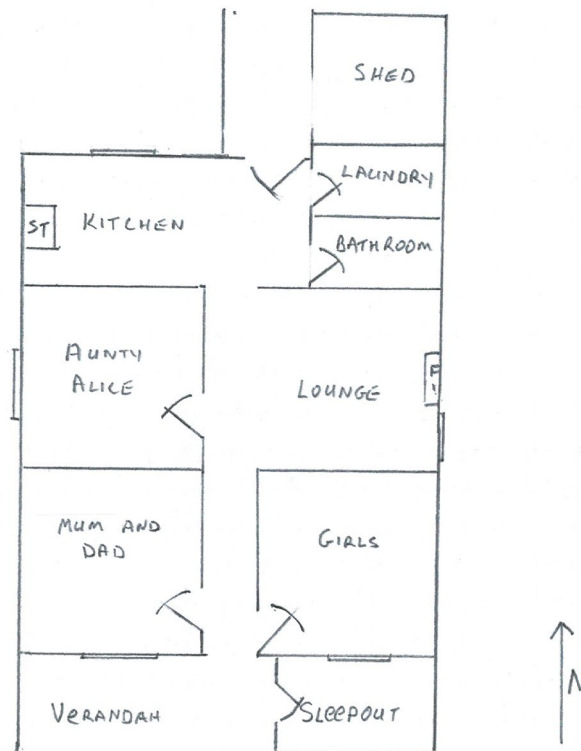 SHED
LAUNDRY
ST
KITCHEN
BATHROOM
AUNTY
ALICE
LOUNGE
F
MUM AND
DAD
GIRLS
N
VERANDAH
SLEEPOUT